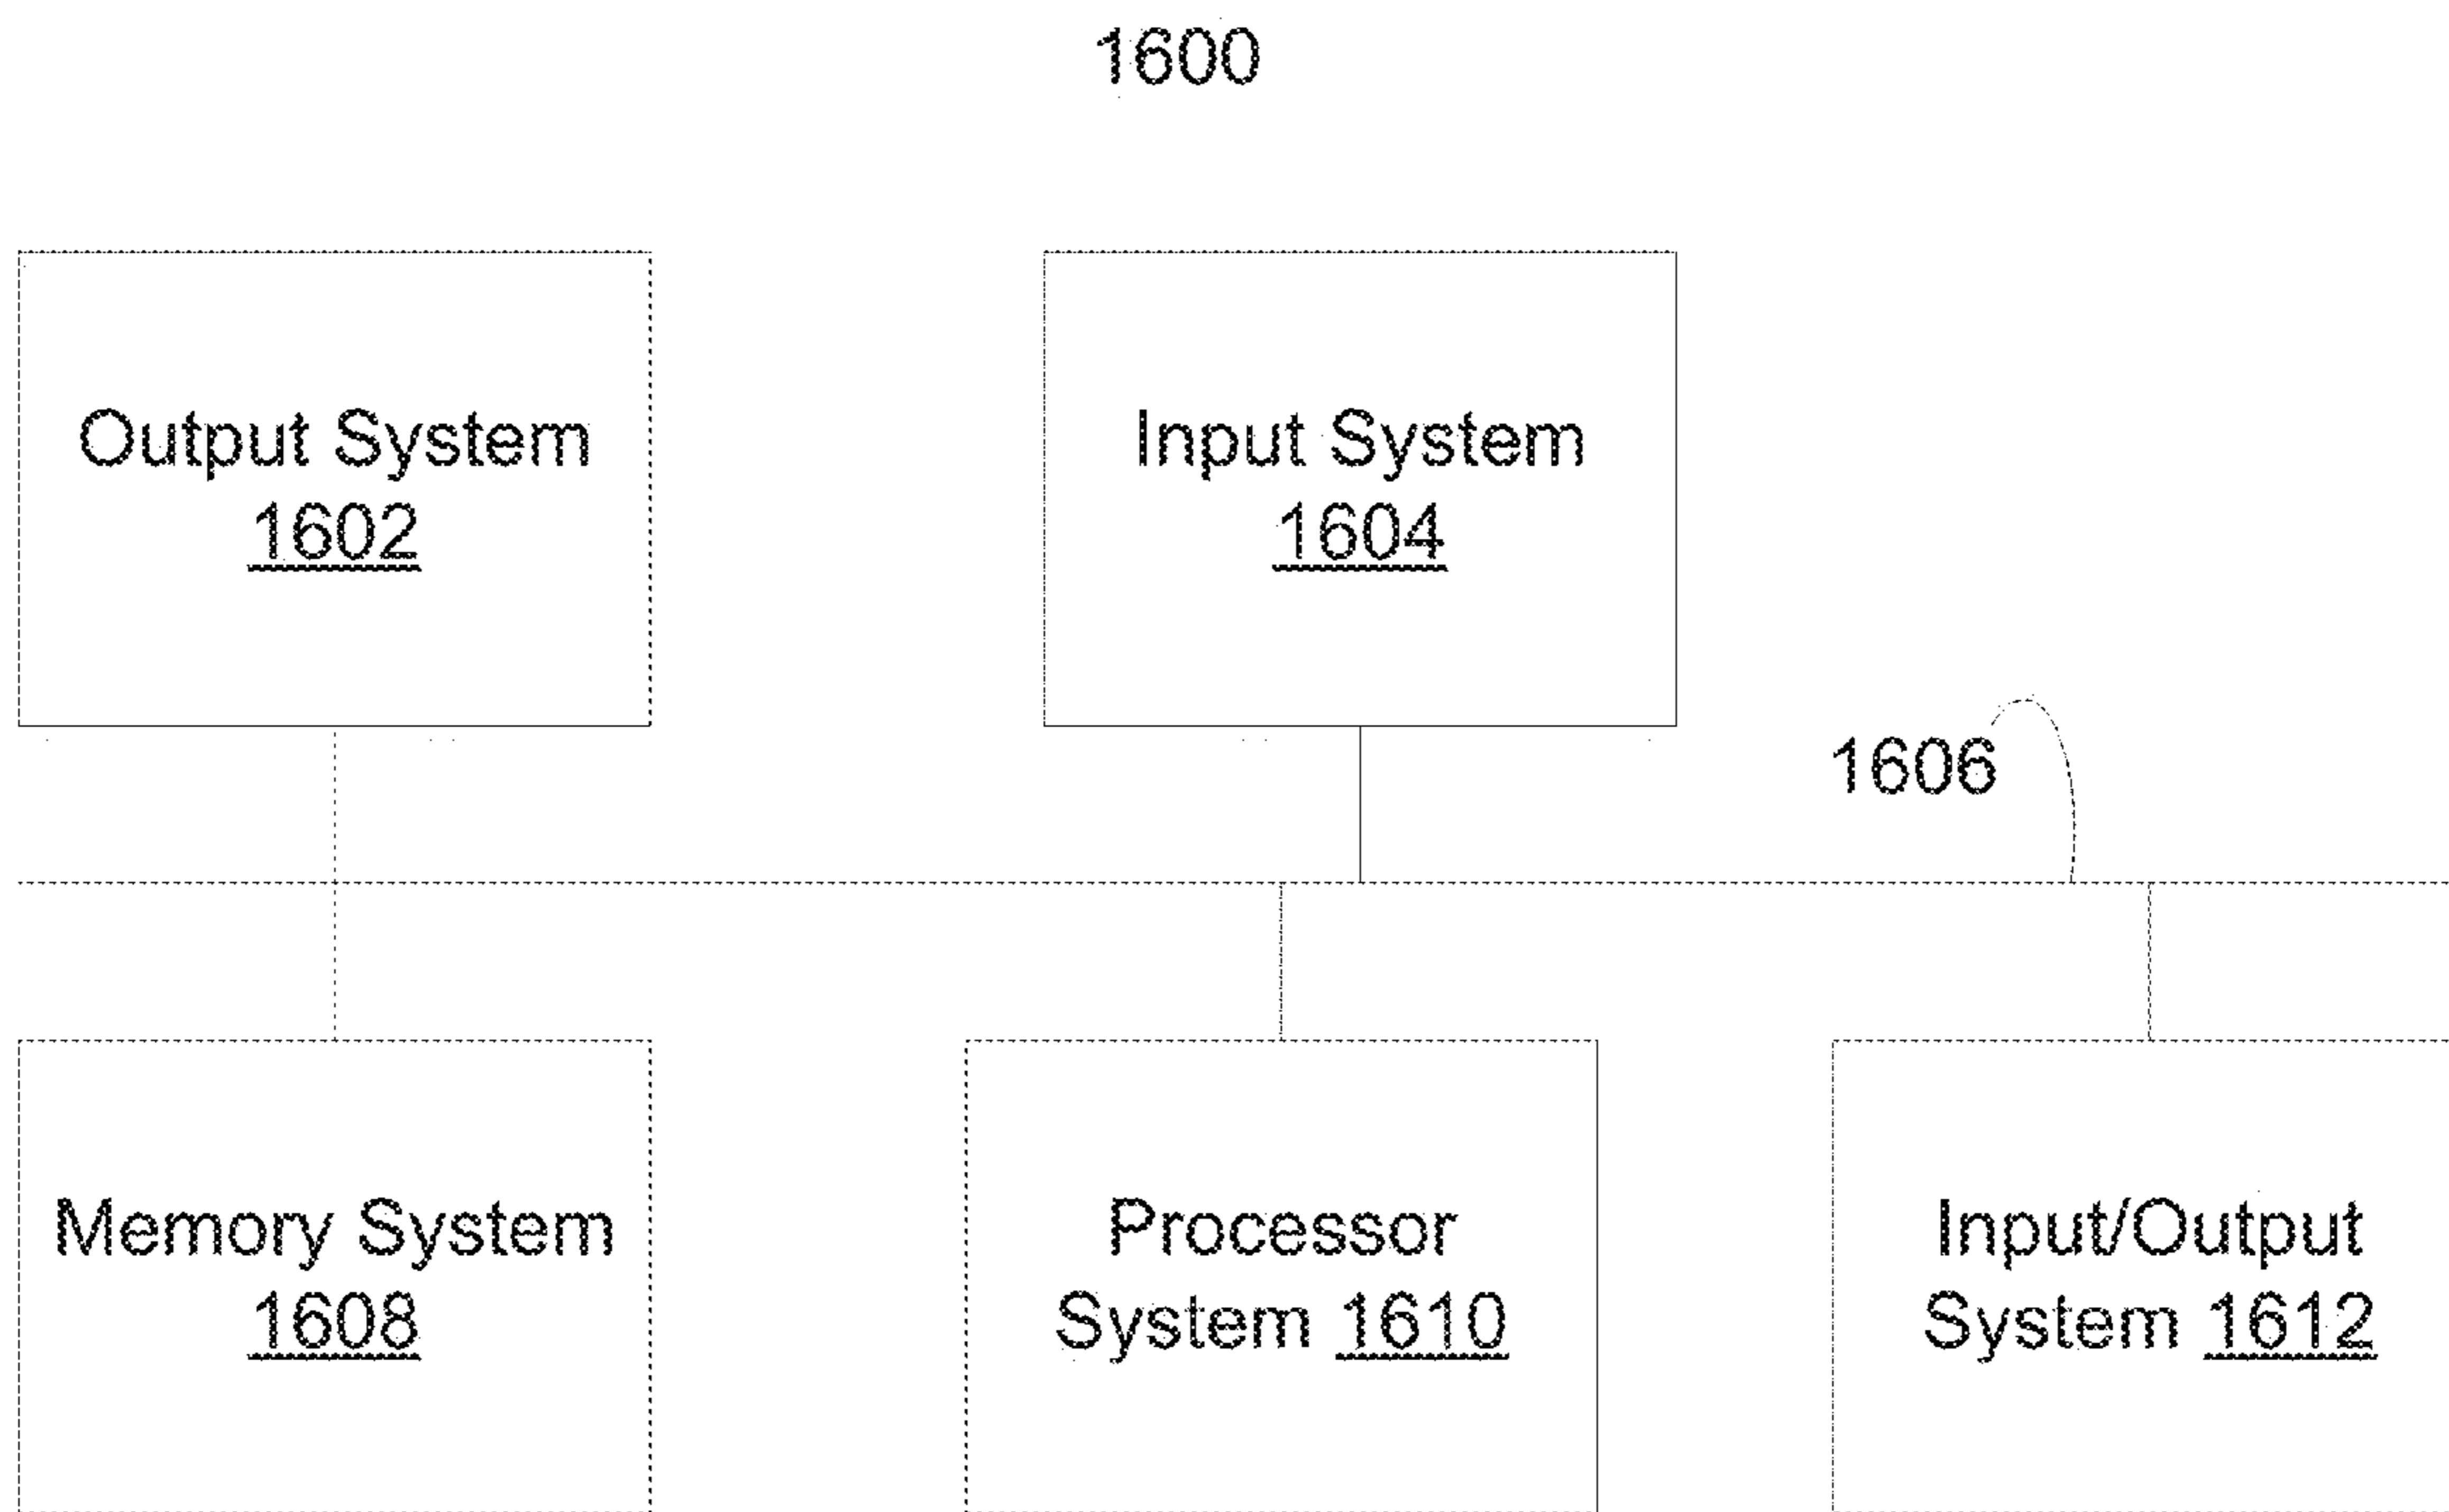 1600
Output System
1602
Input System
1604
1606
Memory System
1608
Processor
System 1610
Input/Output
System 1612